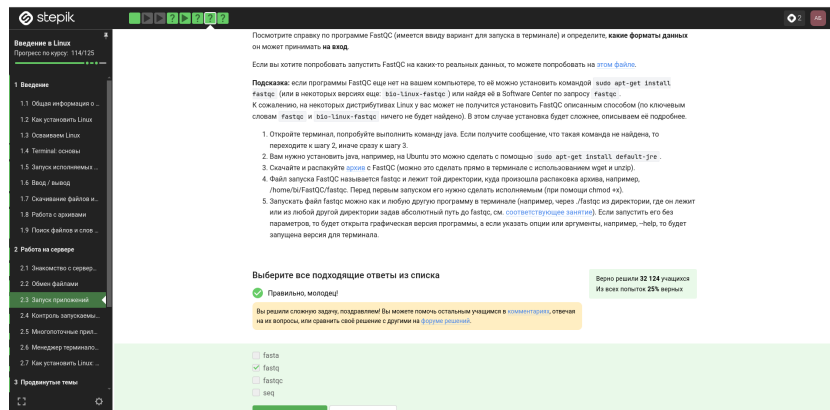 stepik
2
АБ
Введение в Linux
Прогресс по курсу: 114/125
1 Введение
1.1 Общая информация о ...
1.2 Как установить Linux
1.3 Осваиваем Linux
1.4 Terminal: основы
1.5 Запуск исполняемых ...
1.6 Ввод / вывод
1.7 Скачивание файлов и...
1.8 Работа с архивами
1.9 Поиск файлов и слов ...
2 Работа на сервере
2.1 Знакомство с сервер...
2.2 Обмен файлами
2.3 Запуск приложений
2.4 Контроль запускаемы...
2.5 Многопоточные прил...
2.6 Менеджер терминало...
2.7 Как установить Linux: ...
3 Продвинутые темы
Посмотрите справку по программе FastQC (имеется ввиду вариант для запуска в терминале) и определите, какие форматы данных
он может принимать на вход.
Если вы хотите попробовать запустить FastQC на каких-то реальных данных, то можете попробовать на этом файле.
Подсказка: если программы FastQC еще нет на вашем компьютере, то её можно установить командой sudo apt-get install
fastqc (или в некоторых версиях еще: bio-linux-fastqc ) или найдя её в Software Center по запросу fastqc .
К сожалению, на некоторых дистрибутивах Linux у вас может не получится установить FastQC описанным способом (по ключевым
словам fastqc и bio-linux-fastqc ничего не будет найдено). В этом случае установка будет сложнее, описываем её подробнее.
1. Откройте терминал, попробуйте выполнить команду java. Если получите сообщение, что такая команда не найдена, то
переходите к шагу 2, иначе сразу к шагу 3.
2. Вам нужно установить java, например, на Ubuntu это можно сделать с помощью sudo apt-get install default-jre .
3. Скачайте и распакуйте архив с FastQC (можно это сделать прямо в терминале с использованием wget и unzip).
4. Файл запуска FastQC называется fastqc и лежит той директории, куда произошла распаковка архива, например,
/home/bi/FastQC/fastqc. Перед первым запуском его нужно сделать исполняемым (при помощи chmod +x).
5. Запускать файл fastqc можно как и любую другую программу в терминале (например, через ./fastqc из директории, где он лежит
или из любой другой директории задав абсолютный путь до fastqc, см. соответствующее занятие). Если запустить его без
параметров, то будет открыта графическая версия программы, а если указать опции или аргументы, например, –help, то будет
запущена версия для терминала.
Выберите все подходящие ответы из списка
Верно решили 32 124 учащихся
Из всех попыток 25% верных
Правильно, молодец!
Вы решили сложную задачу, поздравляем! Вы можете помочь остальным учащимся в комментариях, отвечая
на их вопросы, или сравнить своё решение с другими на форуме решений.
fasta
fastq
fastqc
seq